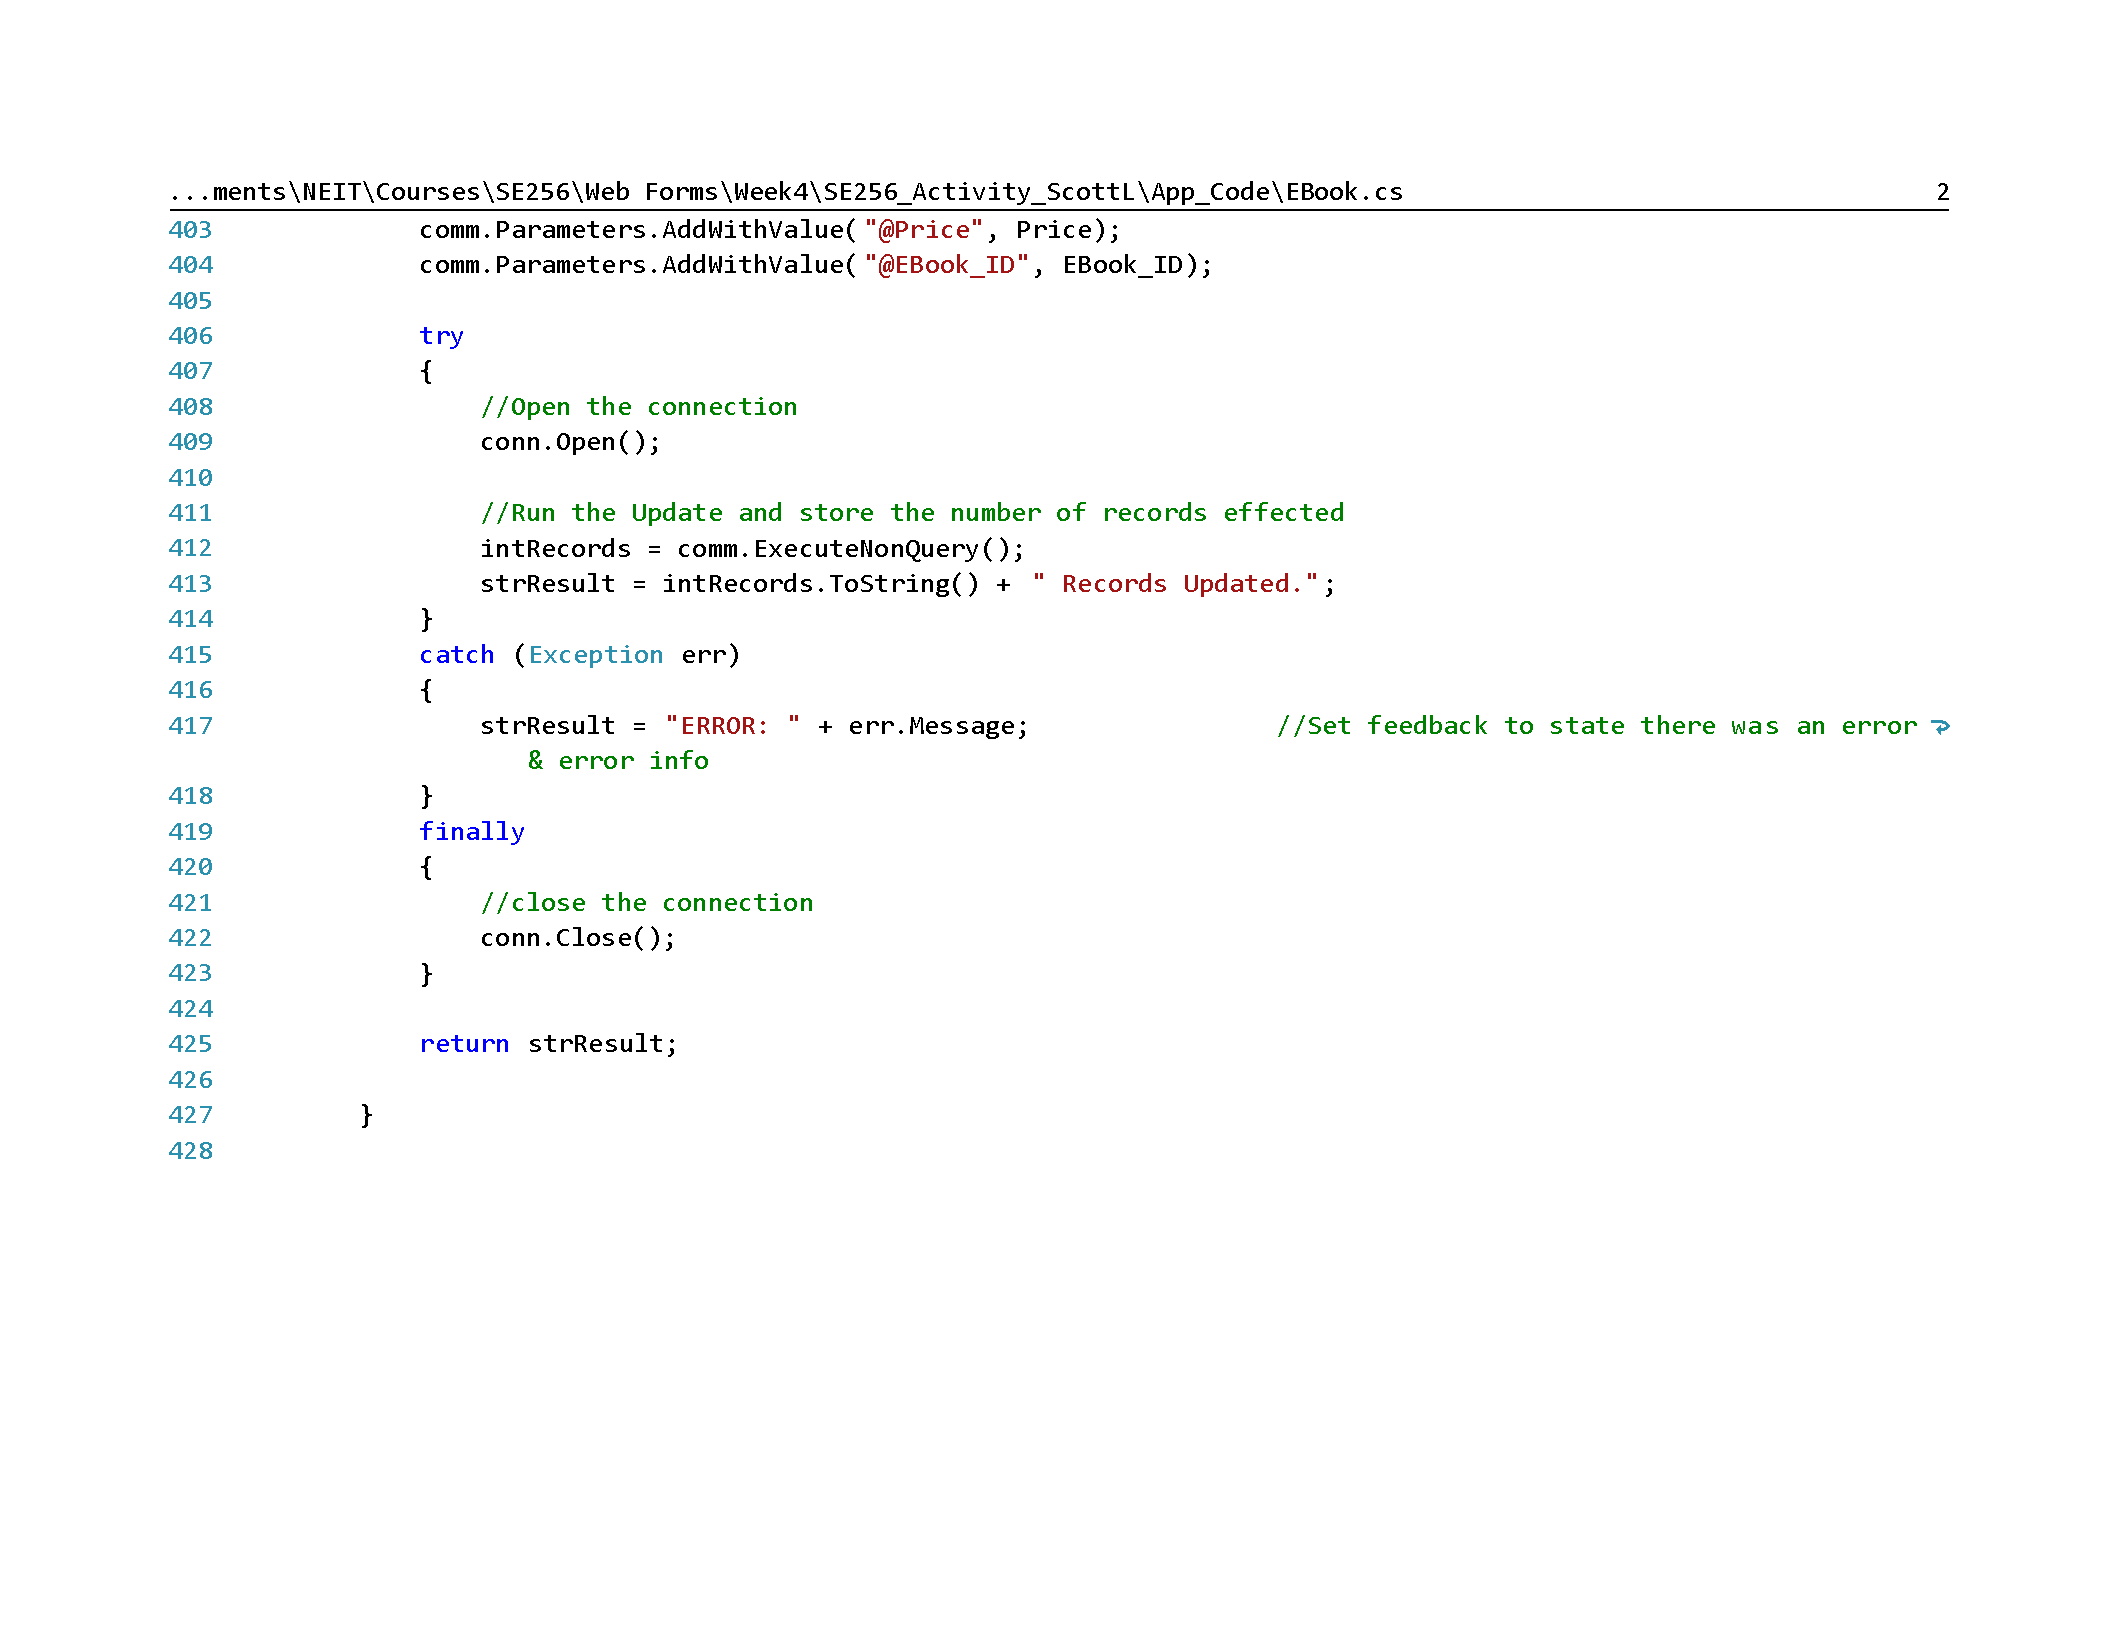 ...ments\NEIT\Courses\SE256\Web Forms\Week4\SE256_Activity_ScottL\App_Code\EBook.cs 2
403 comm.Parameters.AddWithValue("@Price", Price);
404 comm.Parameters.AddWithValue("@EBook_ID", EBook_ID);
405
406 try
407 {
408 //Open the connection
409 conn.Open();
410
411 //Run the Update and store the number of records effected
412 intRecords = comm.ExecuteNonQuery();
413 strResult = intRecords.ToString() + " Records Updated.";
414 }
415 catch (Exception err)
416 {
417 strResult = "ERROR: " + err.Message; //Set feedback to state there was an error
& error info
418 }
419 finally
420 {
421 //close the connection
422 conn.Close();
423 }
424
425 return strResult;
426
427 }
428